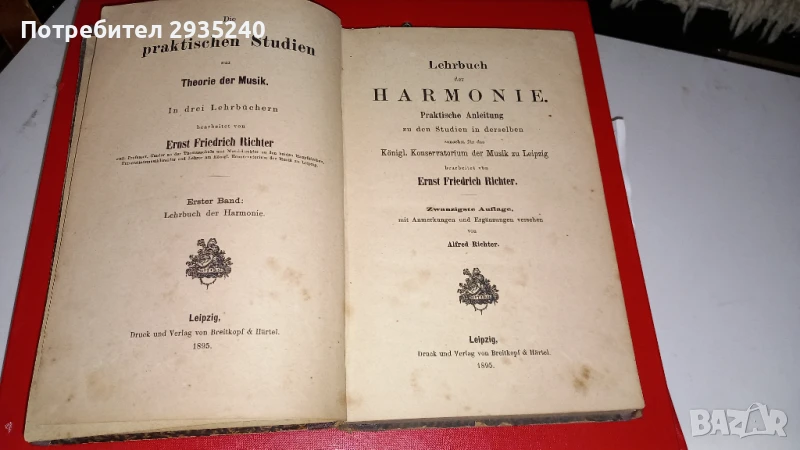 Потребител 2935240
Die
praktischen Studien
zur
Theorie der Musik.
In drei Lehrbüchern
bearbeitet von
Ernst Friedrich Richter
Erster Band:
Lehrbuch der Harmonie.
Leipzig,
Druck und Verlag von Breitkopf & Härtel.
1895.
Lehrbuch
der
HARMONIE.
Praktische Anleitung
zu den Studien in derselben
zunächst für das
Königl. Konservatorium der Musik zu Leipzig
bearbeitet von
Ernst Friedrich Richter.
Zwanzigste Auflage,
mit Anmerkungen und Ergänzungen versehen
von
Alfred Richter.
Leipzig,
Druck und Verlag von Breitkopf & Härtel.
1895.
BAZAR